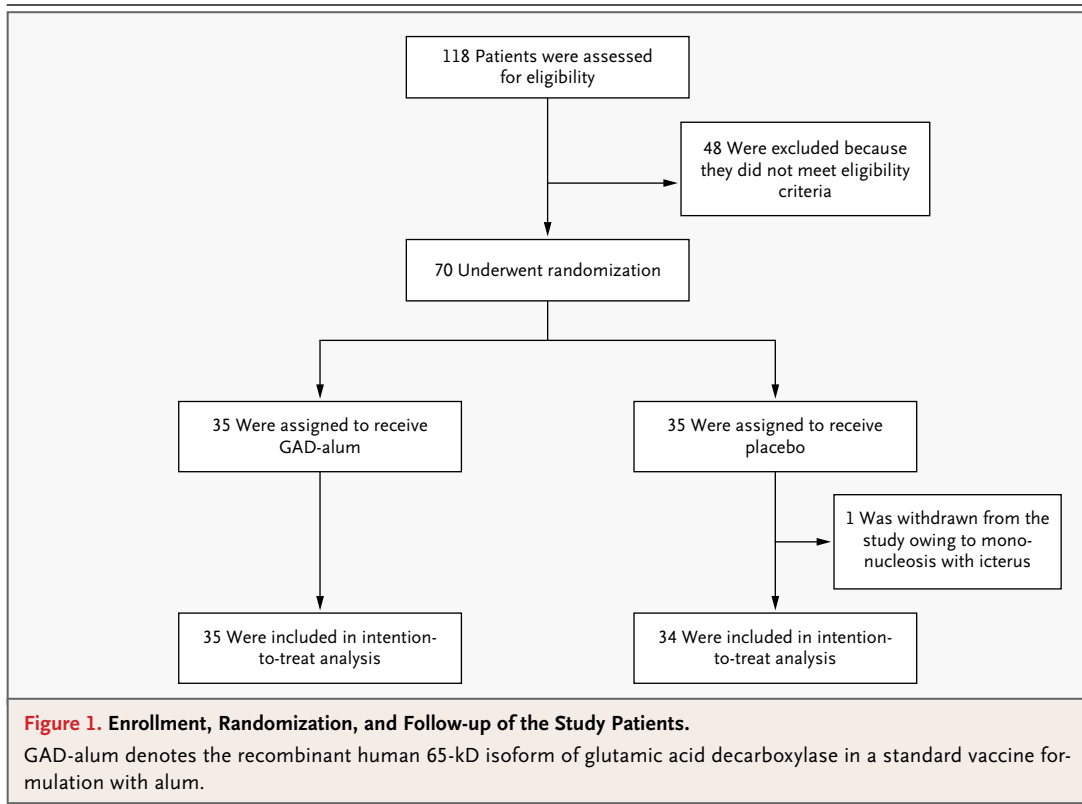 118 Patients were assessed
for eligibility
48 Were excluded because
they did not meet eligibility
criteria
70 Underwent randomization
35 Were assigned to receive
GAD-alum
35 Were assigned to receive
placebo
1 Was withdrawn from the
study owing to mono-
nucleosis with icterus
35 Were included in intention-
to-treat analysis
34 Were included in intention-
to-treat analysis
Figure 1. Enrollment, Randomization, and Follow-up of the Study Patients.
GAD-alum denotes the recombinant human 65-kD isoform of glutamic acid decarboxylase in a standard vaccine for-
mulation with alum.